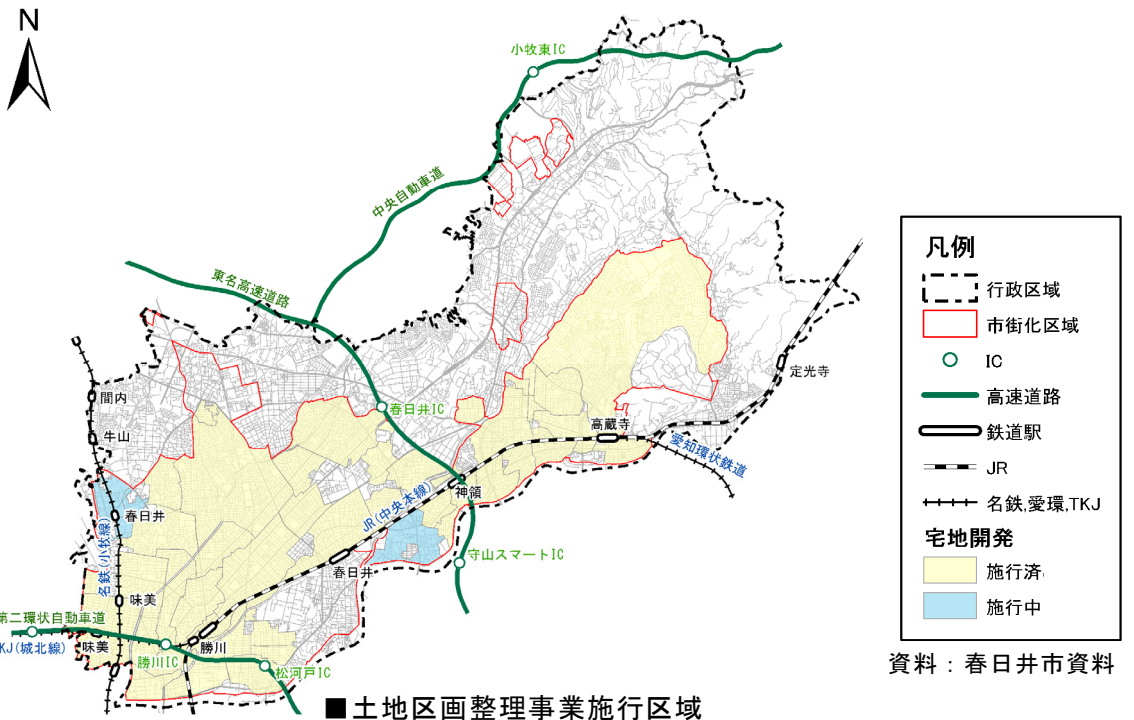 N
小牧東IC
中央自動車道
東名高速道路
間内
牛山
春日井IC
高蔵寺
定光寺
愛知環状鉄道
神領
JR(中央本線)
春日井
名鉄(小牧線)
春日井
守山スマートIC
味美
第二環状自動車道
KJ(城北線)
味美
勝川
勝川IC
松河戸IC
凡例
行政区域
市街化区域
IC
高速道路
鉄道駅
JR
名鉄,愛環,TKJ
宅地開発
施行済
施行中
資料：春日井市資料
■土地区画整理事業施行区域